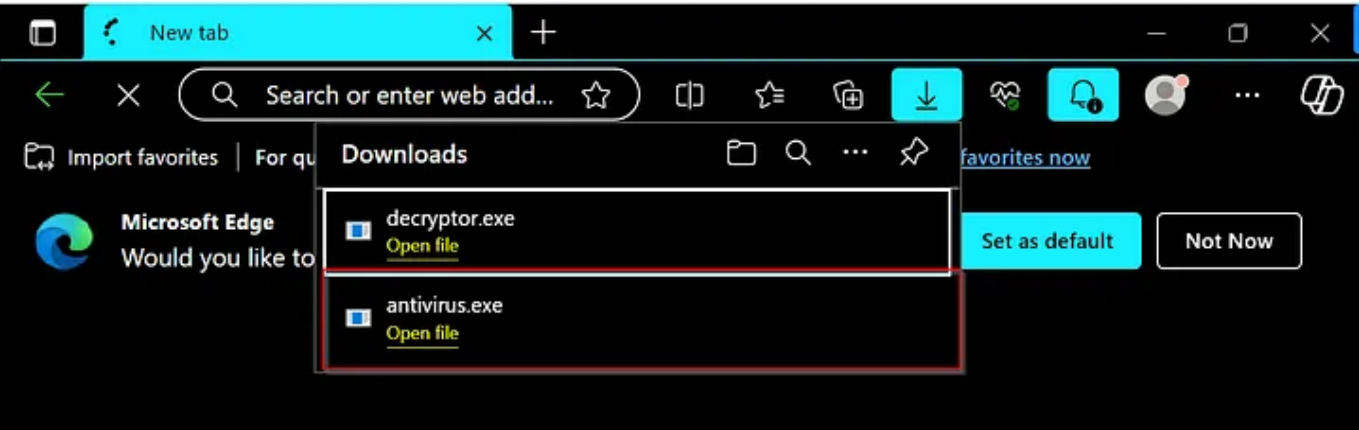 New tab
Search or enter web add...
Import favorites
For qu
favorites now
Downloads
Microsoft Edge
Would you like to
Set as default
Not Now
decryptor.exe
Open file
antivirus.exe
Open file